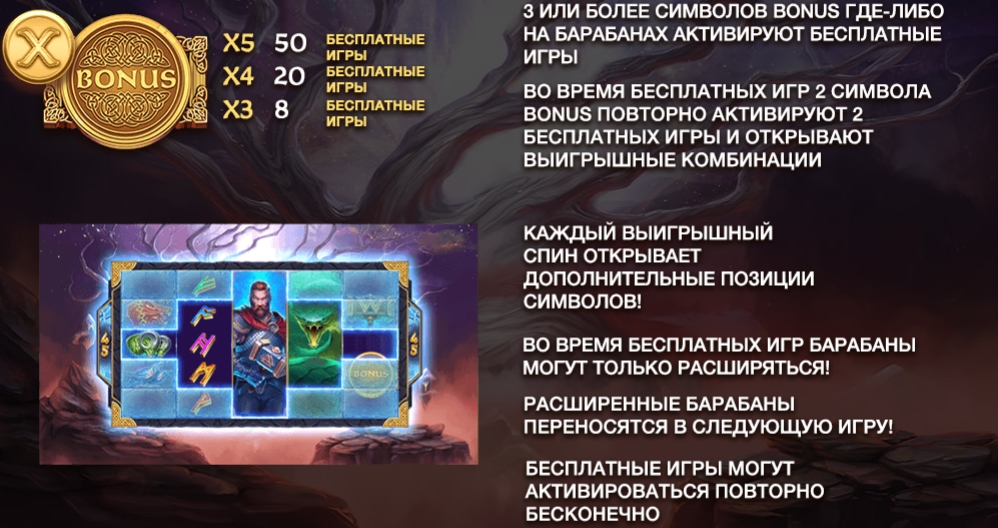 X
BONUS
X5 50 БЕСПЛАТНЫЕ
ИГРЫ
X4 20 БЕСПЛАТНЫЕ
ИГРЫ
X3 8 БЕСПЛАТНЫЕ
ИГРЫ
3 ИЛИ БОЛЕЕ СИМВОЛОВ BONUS ГДЕ-ЛИБО
НА БАРАБАНАХ АКТИВИРУЮТ БЕСПЛАТНЫЕ
ИГРЫ
ВО ВРЕМЯ БЕСПЛАТНЫХ ИГР 2 СИМВОЛА
BONUS ПОВТОРНО АКТИВИРУЮТ 2
БЕСПЛАТНЫХ ИГРЫ И ОТКРЫВАЮТ
ВЫИГРЫШНЫЕ КОМБИНАЦИИ
45
W
BONUS
45
КАЖДЫЙ ВЫИГРЫШНЫЙ
СПИН ОТКРЫВАЕТ
ДОПОЛНИТЕЛЬНЫЕ ПОЗИЦИИ
СИМВОЛОВ!
ВО ВРЕМЯ БЕСПЛАТНЫХ ИГР БАРАБАНЫ
МОГУТ ТОЛЬКО РАСШИРЯТЬСЯ!
РАСШИРЕННЫЕ БАРАБАНЫ
ПЕРЕНОСЯТСЯ В СЛЕДУЮЩУЮ ИГРУ!
БЕСПЛАТНЫЕ ИГРЫ МОГУТ
АКТИВИРОВАТЬСЯ ПОВТОРНО
БЕСКОНЕЧНО